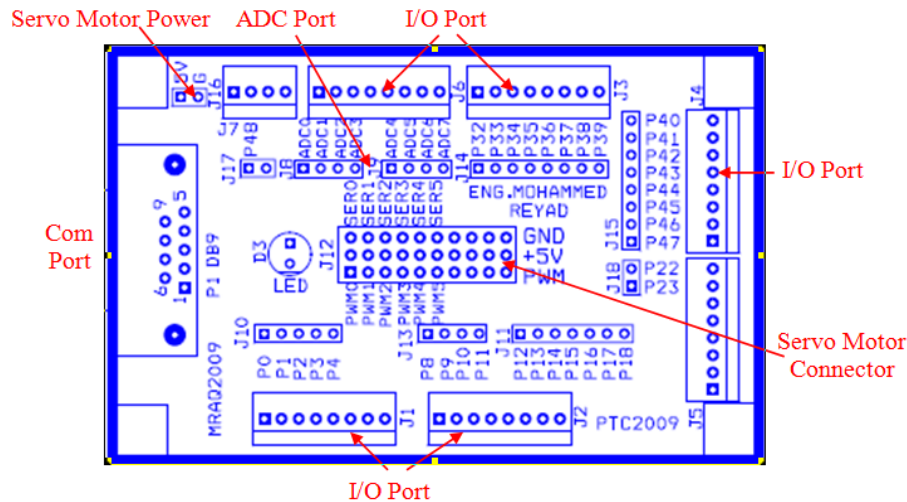 Servo Motor Power
ADC Port
I/O Port
5V
G
J16
J6
J3
J4
J7
P48
ADC0
ADC1
ADC2
ADC3
ADC4
ADC5
ADC6
ADC7
P32
P33
P34
P35
P36
P37
P38
P39
P40
P41
P42
P43
P44
P45
P46
P47
I/O Port
J17
J8
J9
J14
J15
ENG.MOHAMMED
REYAD
SER0
SER1
SER2
SER3
SER4
SER5
Com
Port
9
5
6
1
P1 DB9
D3
LED
J12
GND
+5V
PWM
J18
P22
P23
PWM0
PWM1
PWM2
PWM3
PWM4
PWM5
Servo Motor
Connector
J10
J13
J11
P0
P1
P2
P3
P4
P8
P9
P10
P11
P12
P13
P14
P15
P16
P17
P18
MRAQ2009
J1
J2
PTC2009
J5
I/O Port